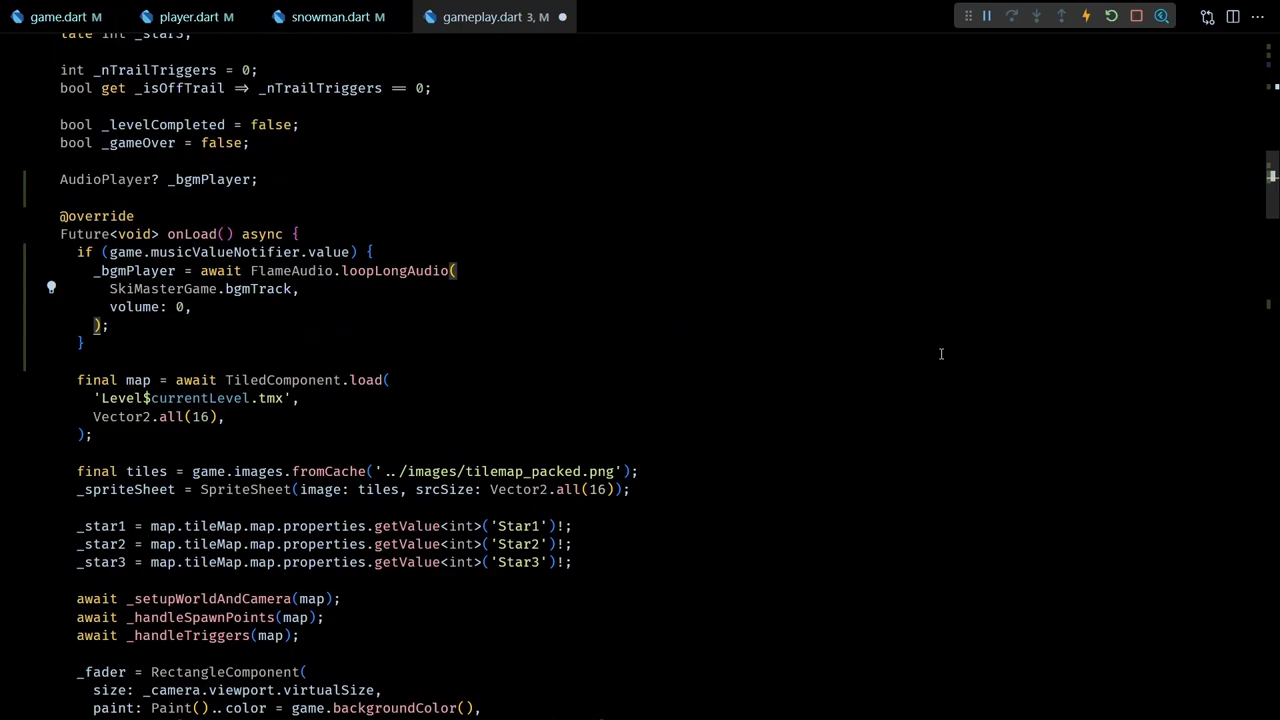 game.dart M
player.dart M
snowman.dart M
gameplay.dart 3, M
late int _star3;
int _nTrailTriggers = 0;
bool get _isOffTrail => _nTrailTriggers == 0;
bool _levelCompleted = false;
bool _gameOver = false;
AudioPlayer? _bgmPlayer;
@override
Future<void> onLoad() async {
if (game.musicValueNotifier.value) {
_bgmPlayer = await FlameAudio.loopLongAudio(
SkiMasterGame.bgmTrack,
volume: 0,
);
}
final map = await TiledComponent.load(
'Level$currentLevel.tmx',
Vector2.all(16),
);
final tiles = game.images.fromCache('../images/tilemap_packed.png');
_spriteSheet = SpriteSheet(image: tiles, srcSize: Vector2.all(16));
_star1 = map.tileMap.map.properties.getValue<int>('Star1')!;
_star2 = map.tileMap.map.properties.getValue<int>('Star2')!;
_star3 = map.tileMap.map.properties.getValue<int>('Star3')!;
await _setupWorldAndCamera(map);
await _handleSpawnPoints(map);
await _handleTriggers(map);
_fader = RectangleComponent(
size: _camera.viewport.virtualSize,
paint: Paint()..color = game.backgroundColor(),